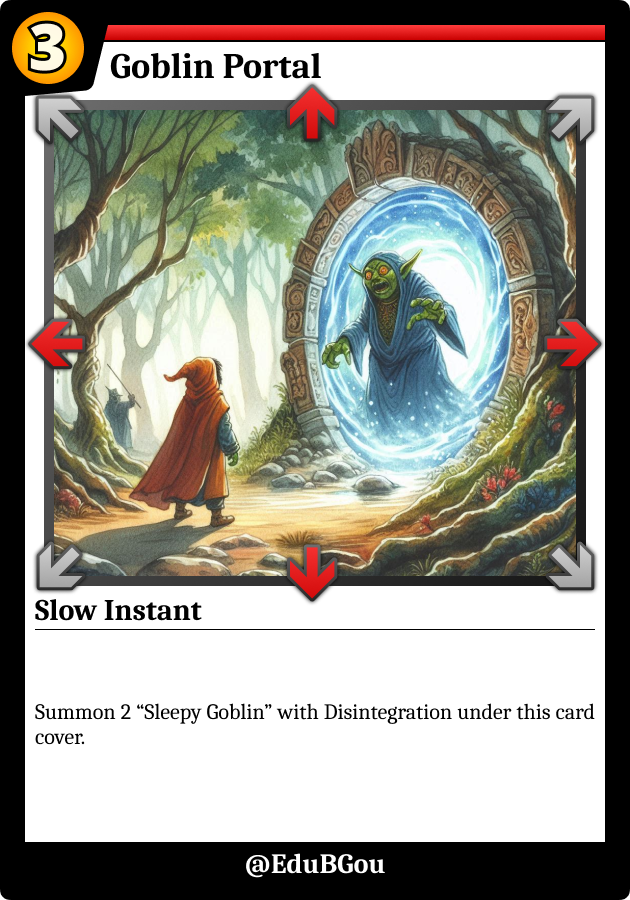 3
Goblin Portal
Slow Instant
Summon 2 “Sleepy Goblin” with Disintegration under this card
cover.
@EduBGou